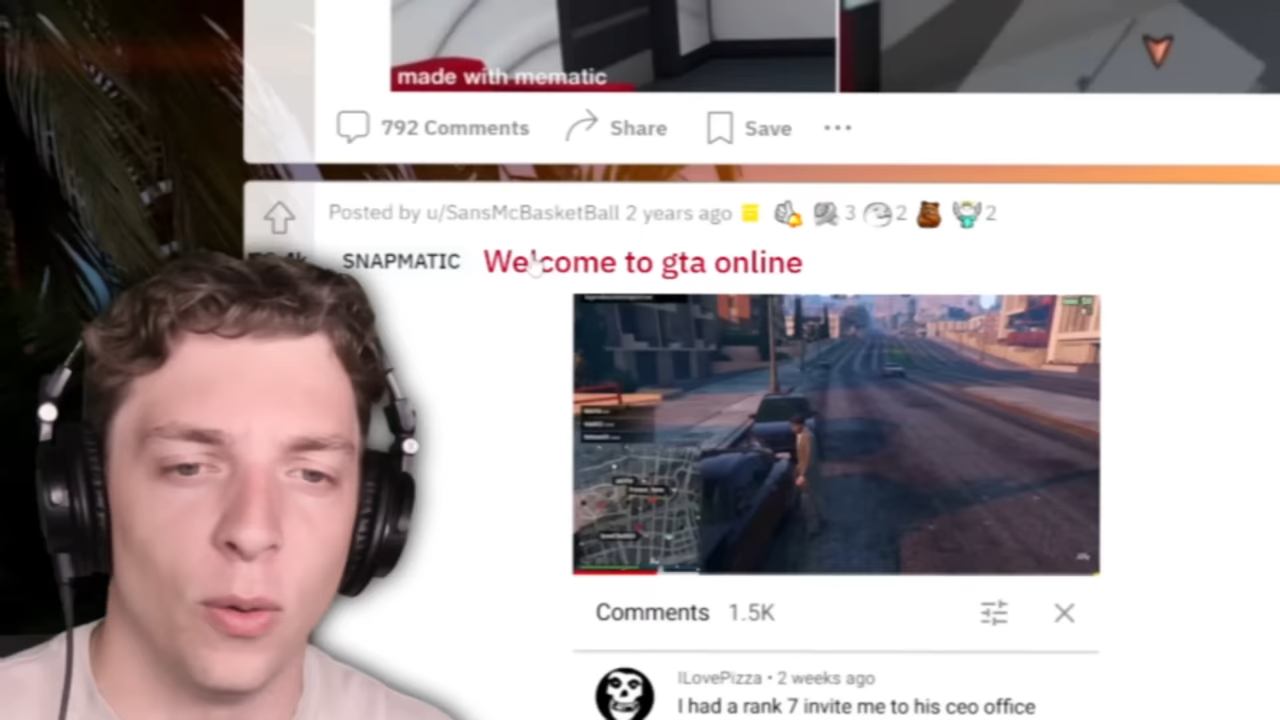 made with mematic
792 Comments Share Save
Posted by u/SansMcBasketBall 2 years ago 3 2 2
SNAPMATIC Welcome to gta online
Comments 1.5K
ILovePizza • 2 weeks ago
I had a rank 7 invite me to his ceo office